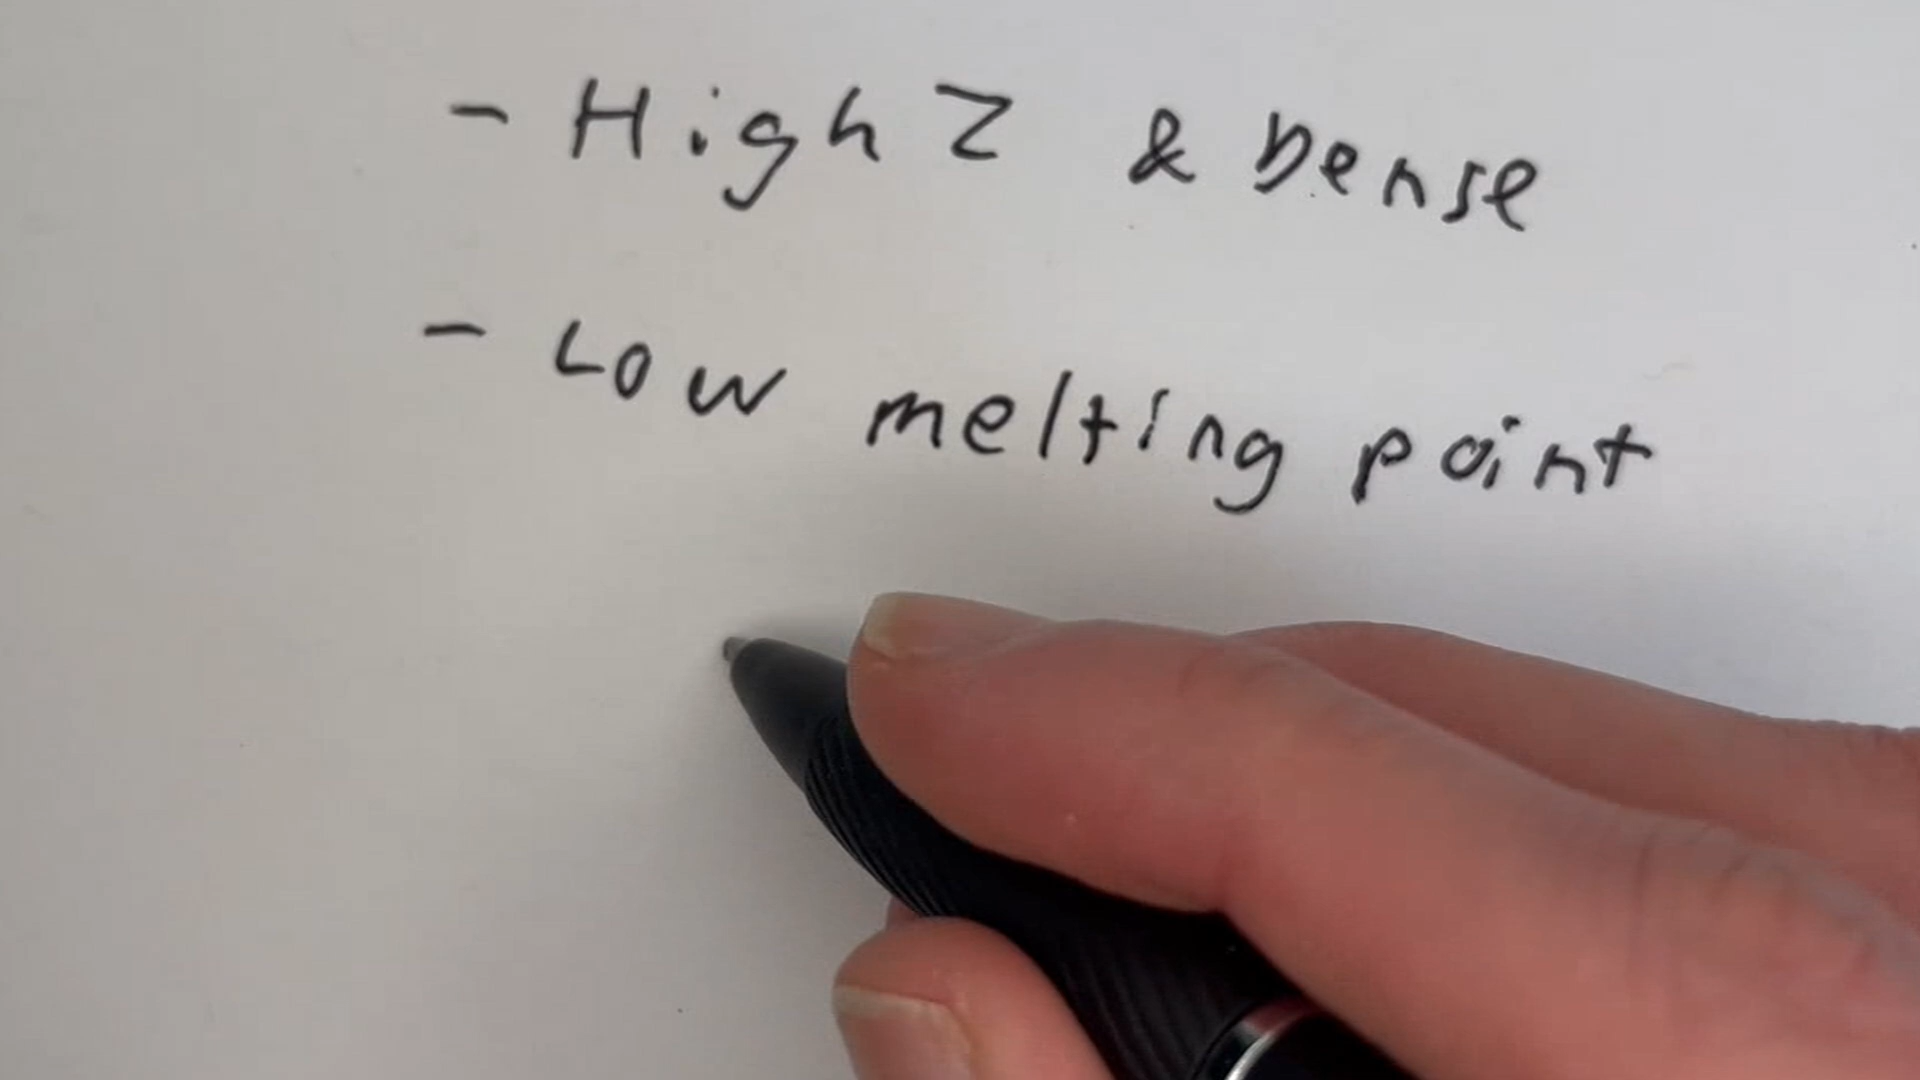 - High Z & Dense
- Low melting point